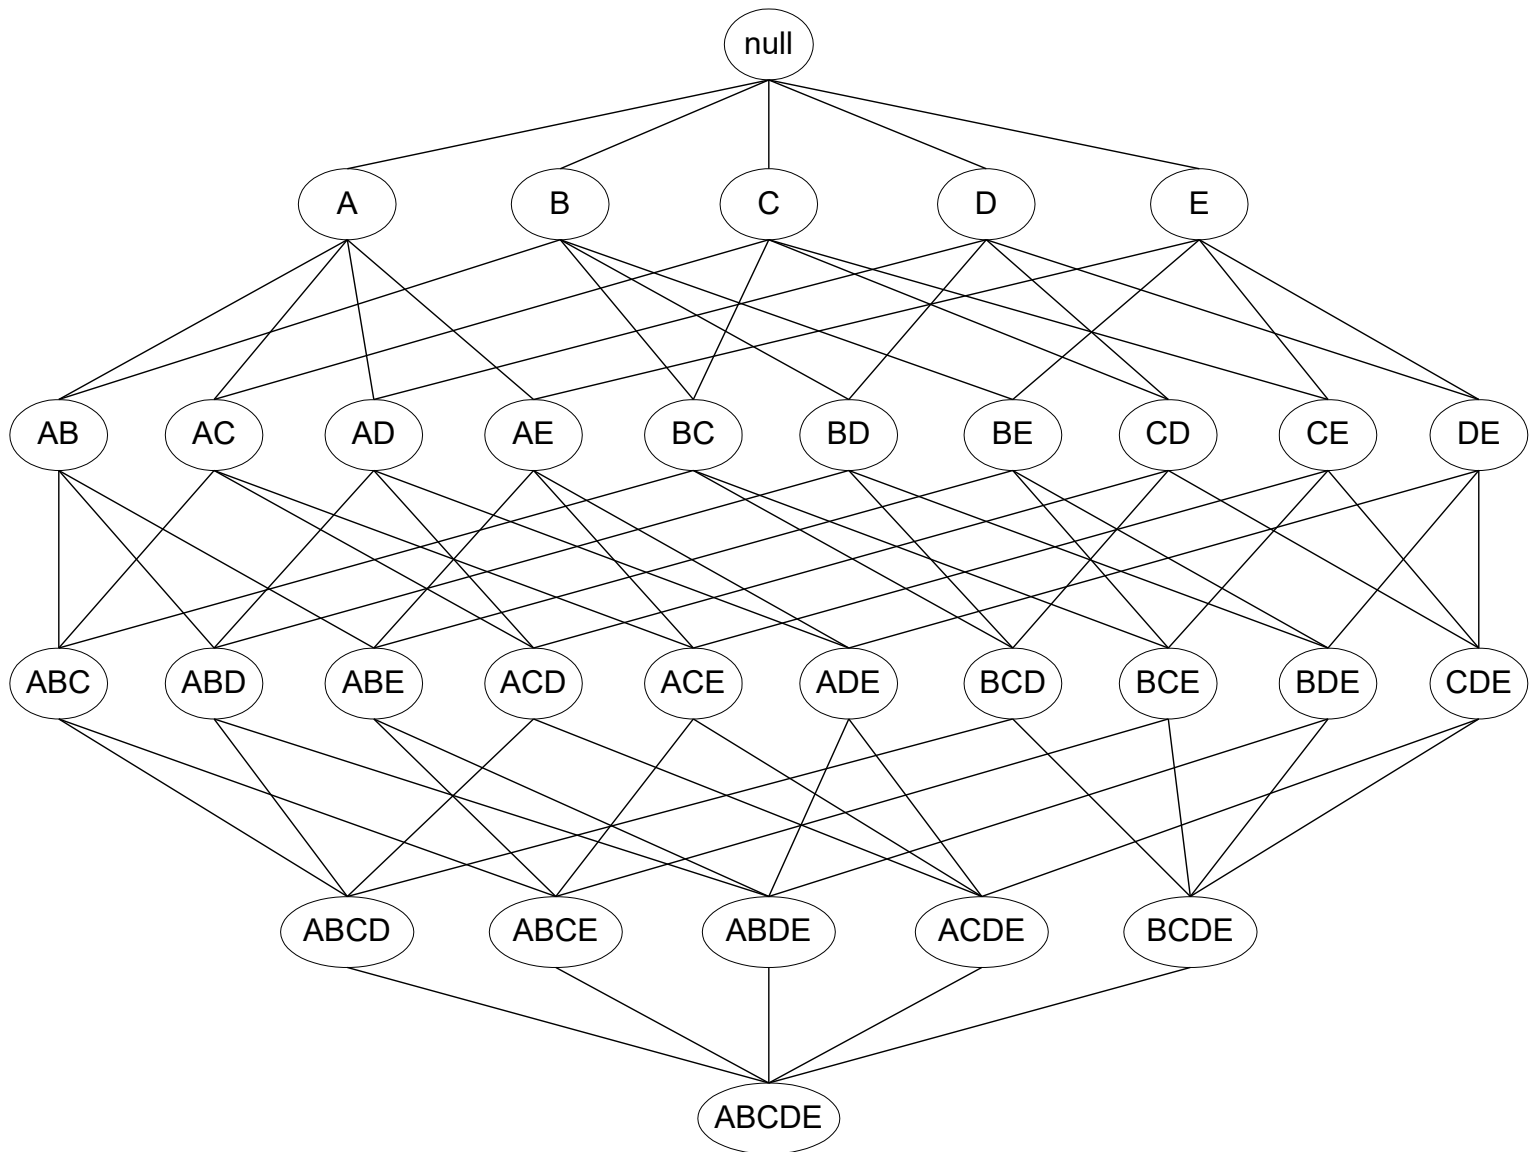 null
A B C D E
AB AC AD AE BC BD BE CD CE DE
ABC ABD ABE ACD ACE ADE BCD BCE BDE CDE
ABCD ABCE ABDE ACDE BCDE
ABCDE